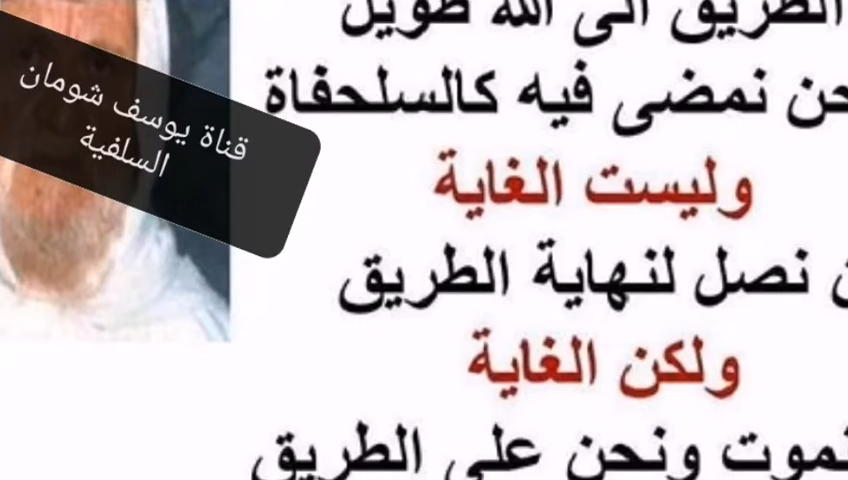 الطريق الى الله طويل
نمضى فيه كالسلحفاة
وليست الغاية
نصل لنهاية الطريق
ولكن الغاية
نموت ونحن على الطريق
قناة يوسف شومان
السلفية